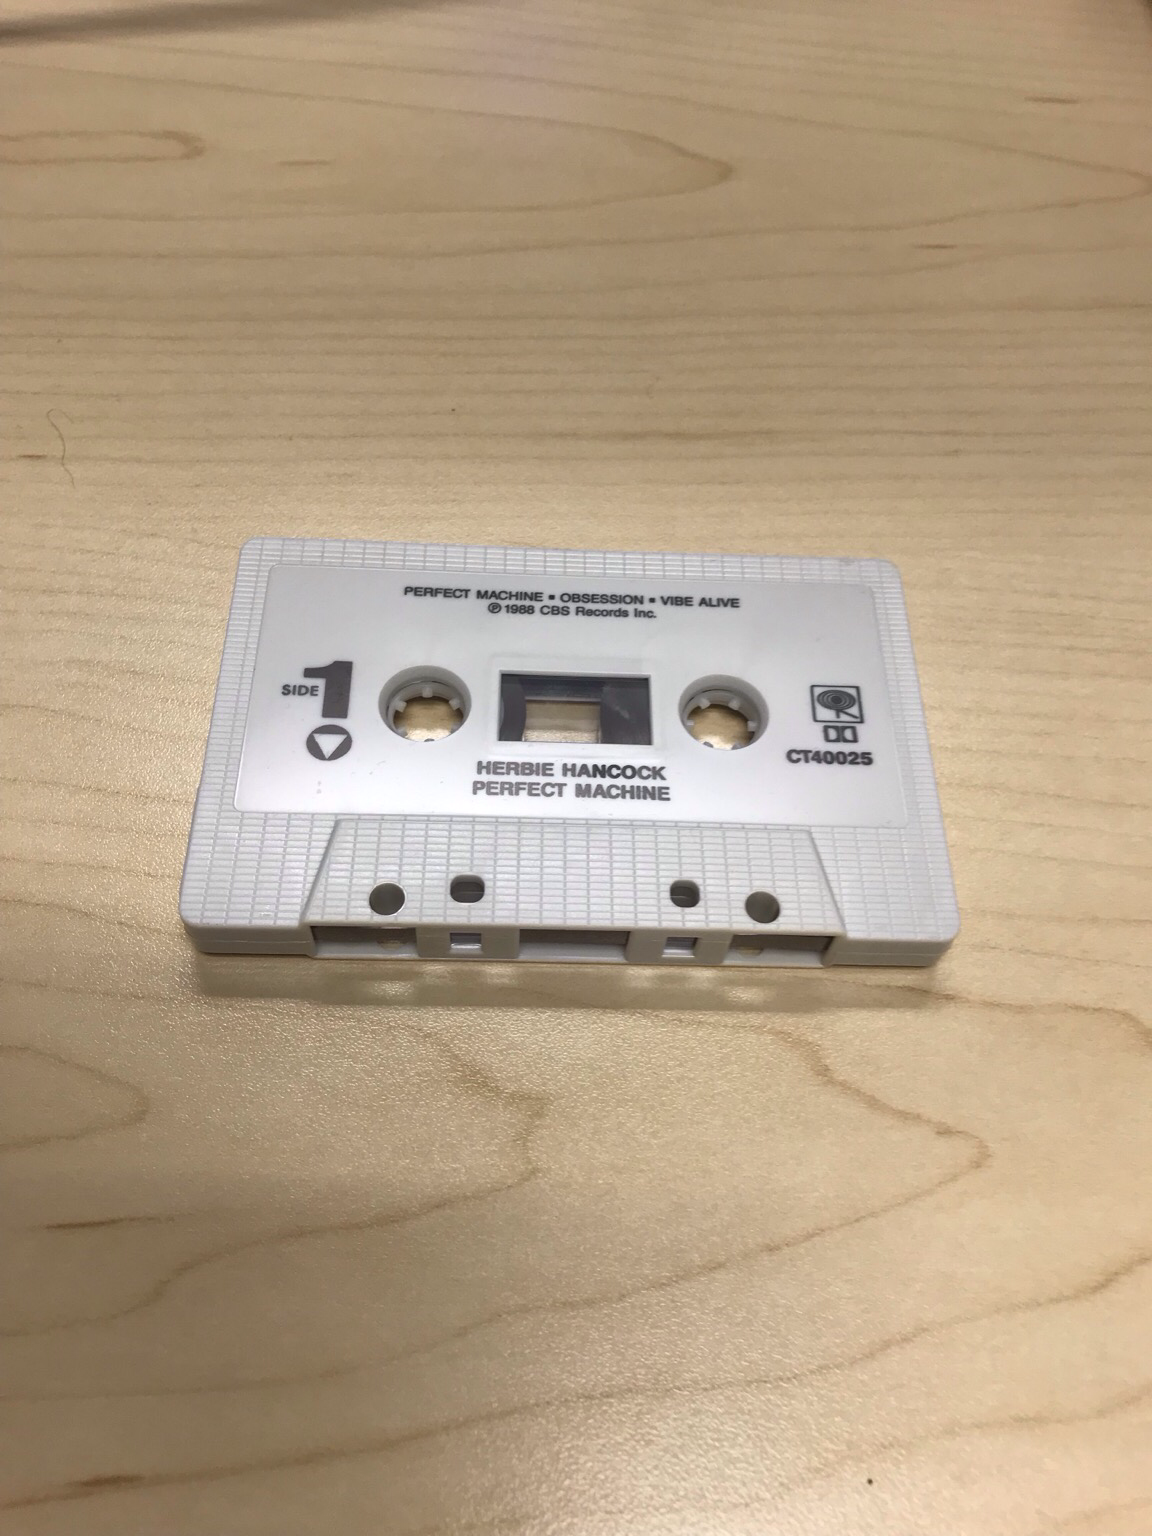 PERFECT MACHINE ▪ OBSESSION ▪ VIBE ALIVE
℗ 1988 CBS Records Inc.
SIDE 1
CT40025
HERBIE HANCOCK
PERFECT MACHINE